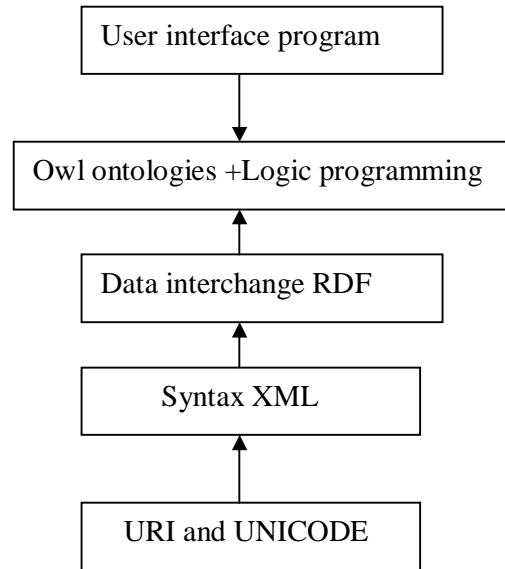 User interface program
Owl ontologies +Logic programming
Data interchange RDF
Syntax XML
URI and UNICODE